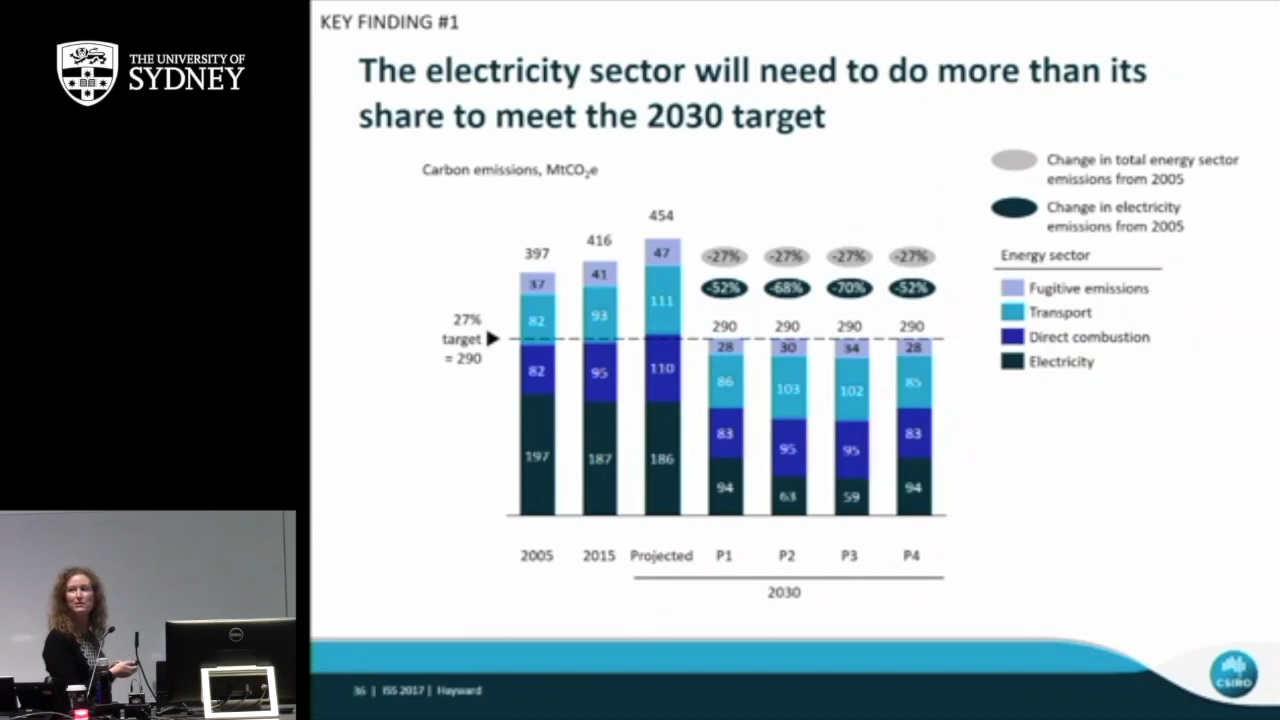 THE UNIVERSITY OF
SYDNEY
KEY FINDING #1
The electricity sector will need to do more than its
share to meet the 2030 target
Carbon emissions, MtCO₂e
Change in total energy sector
emissions from 2005
Change in electricity
emissions from 2005
Energy sector
Fugitive emissions
Transport
Direct combustion
Electricity
397
416
454
37
41
47
-27%
-27%
-27%
-27%
-52%
-68%
-70%
-52%
27%
target
= 290
290
290
290
290
82
93
111
28
30
34
28
82
95
110
86
103
102
85
83
95
95
83
197
187
186
94
63
59
94
2005
2015
Projected
P1
P2
P3
P4
2030
36 | ISS 2017 | Hayward
CSIRO
DELL